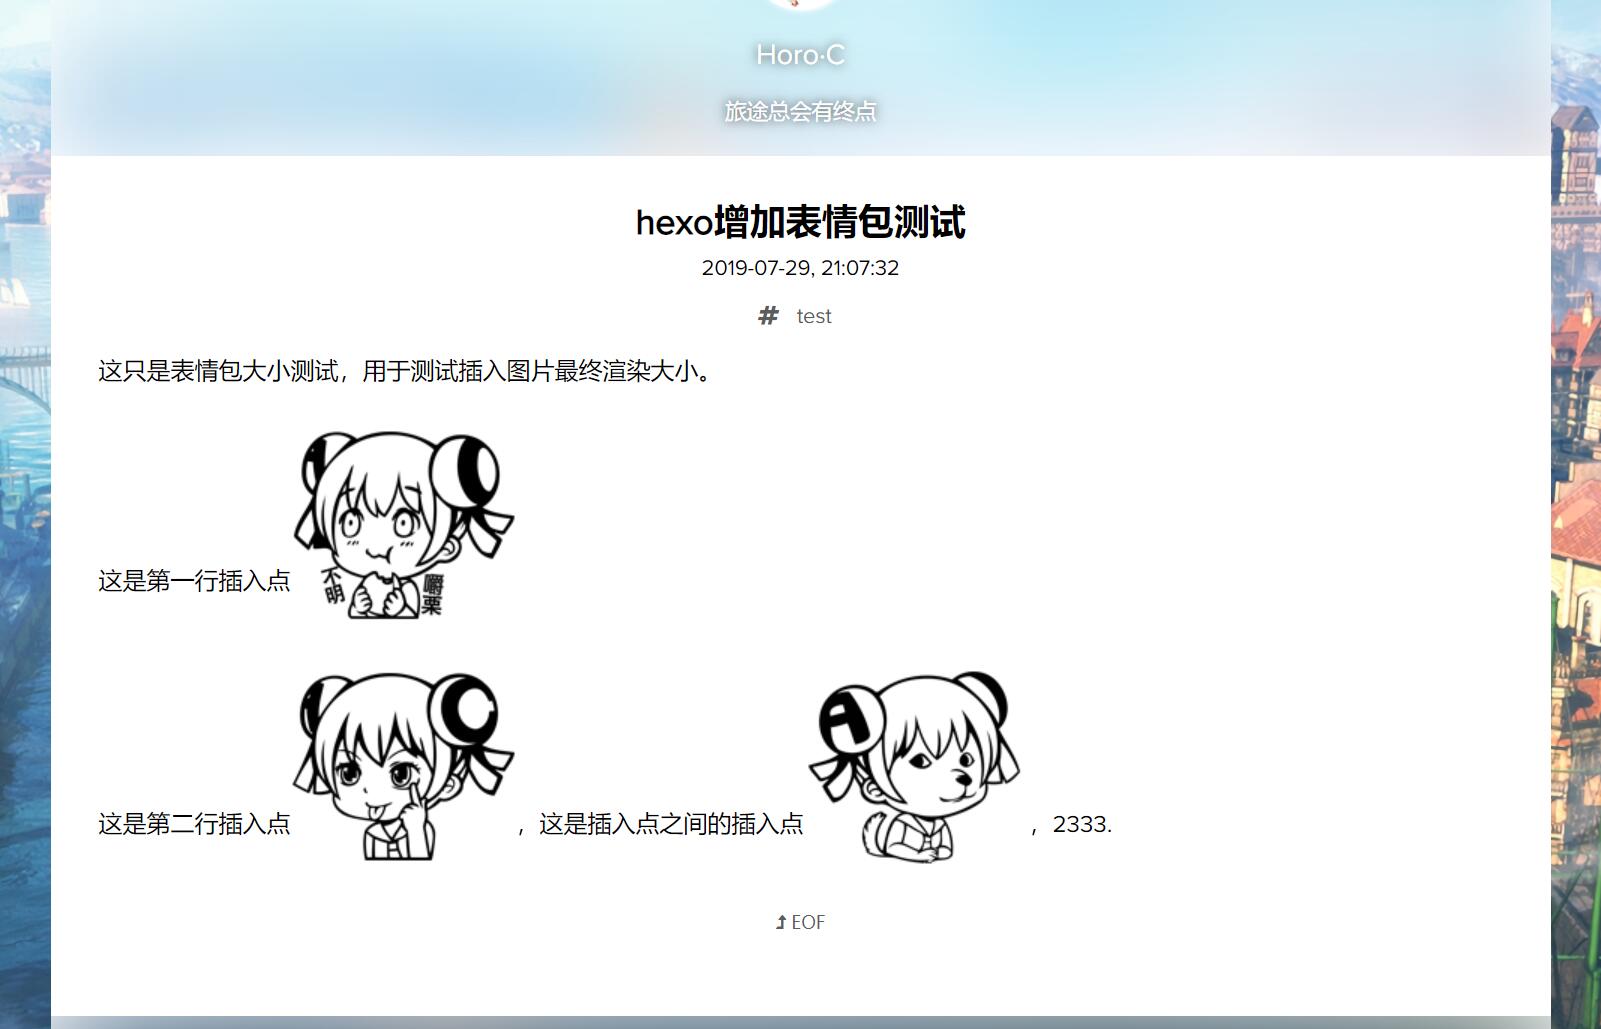 Horo·C
旅途总会有终点
hexo增加表情包测试
2019-07-29, 21:07:32
# test
这只是表情包大小测试，用于测试插入图片最终渲染大小。
这是第一行插入点
不明
嚼栗
C
A
这是第二行插入点 ，这是插入点之间的插入点 ，2333.
EOF